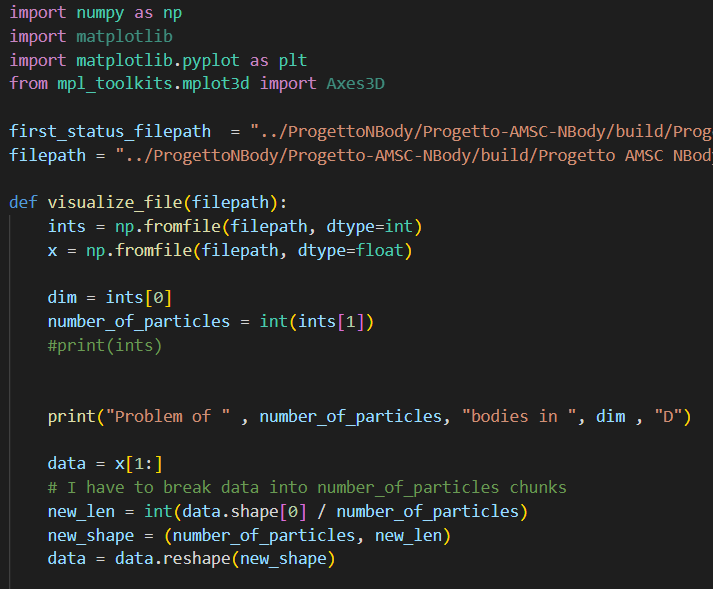 import numpy as np
import matplotlib
import matplotlib.pyplot as plt
from mpl_toolkits.mplot3d import Axes3D
first_status_filepath  = "../ProgettoNBody/Progetto-AMSC-NBody/build/Prog
filepath = "../ProgettoNBody/Progetto-AMSC-NBody/build/Progetto AMSC NBody
def visualize_file(filepath):
    ints = np.fromfile(filepath, dtype=int)
    x = np.fromfile(filepath, dtype=float)
    dim = ints[0]
    number_of_particles = int(ints[1])
    #print(ints)
    print("Problem of " , number_of_particles, "bodies in ", dim , "D")
    data = x[1:]
    # I have to break data into number_of_particles chunks
    new_len = int(data.shape[0] / number_of_particles)
    new_shape = (number_of_particles, new_len)
    data = data.reshape(new_shape)